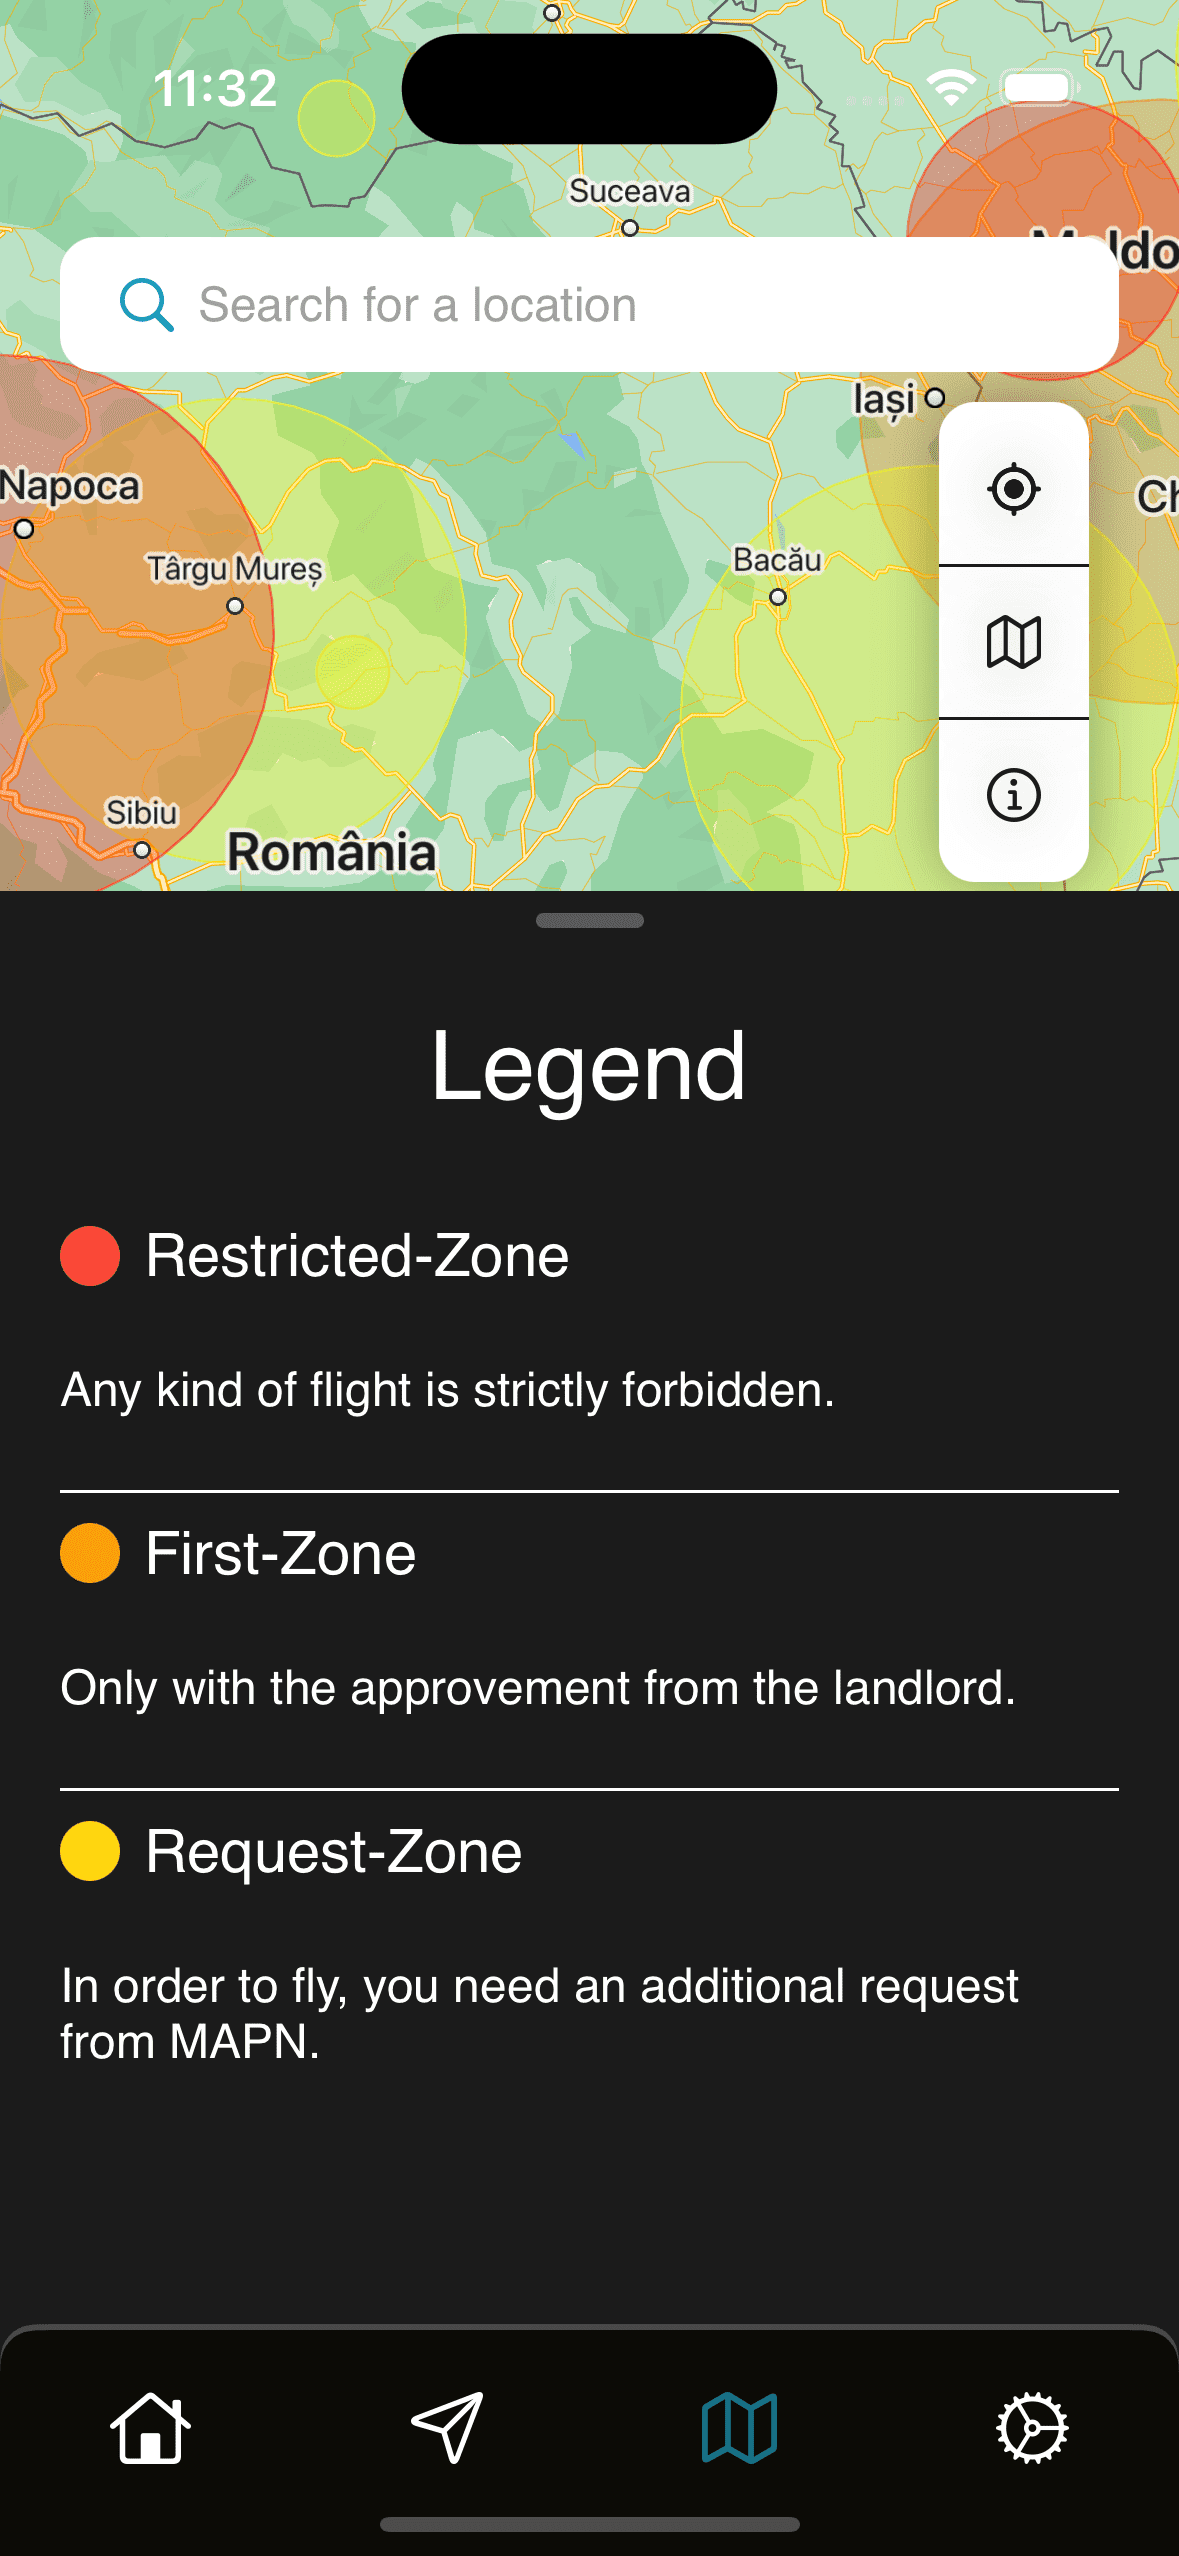 11:32
Suceava
Search for a location
Iași
Napoca
Târgu Mureș
Bacău
Sibiu
România
Legend
Restricted-Zone
Any kind of flight is strictly forbidden.
First-Zone
Only with the approvement from the landlord.
Request-Zone
In order to fly, you need an additional request
from MAPN.